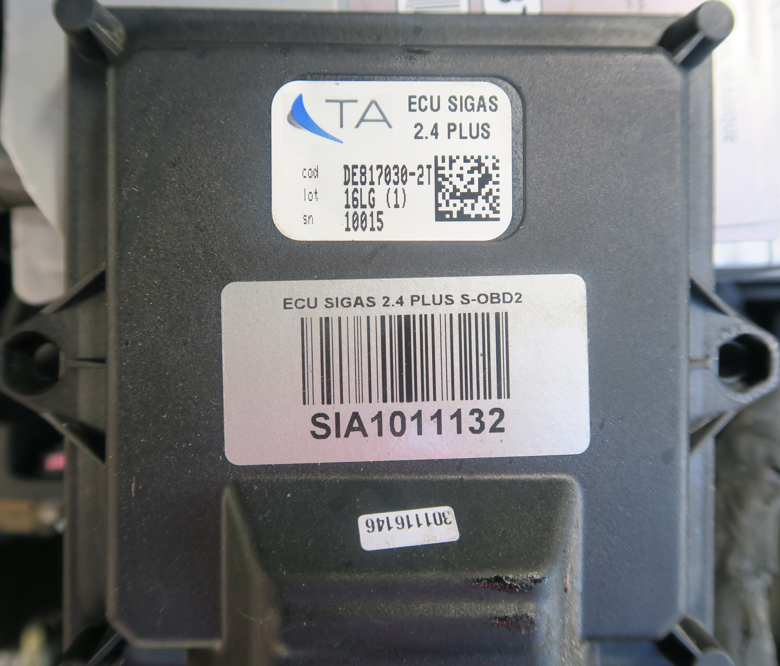 TA
ECU SIGAS
2.4 PLUS
cod DE817030-2T
lot 16LG (1)
sn 10015
ECU SIGAS 2.4 PLUS S-OBD2
SIA1011132
301116146